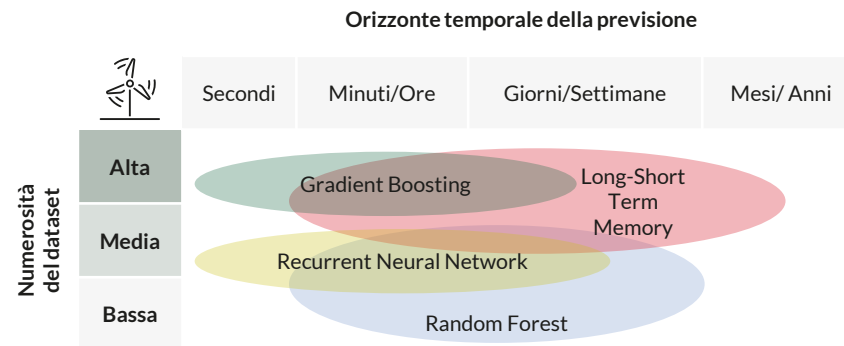 Orizzonte temporale della previsione
Secondi
Minuti/Ore
Giorni/Settimane
Mesi/ Anni
Numerosità
del dataset
Alta
Media
Bassa
Gradient Boosting
Long-Short
Term
Memory
Recurrent Neural Network
Random Forest